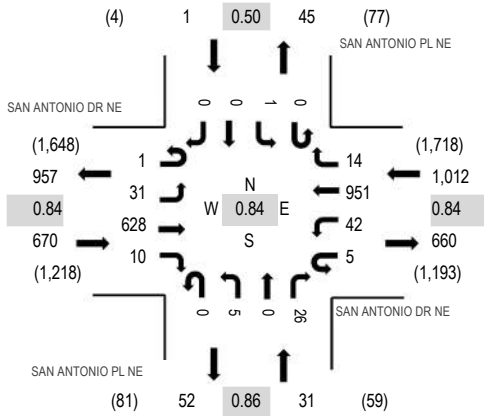 (4) 1 0.50 45 (77)
SAN ANTONIO PL NE
SAN ANTONIO DR NE
0 0 1 0
(1,648) (1,718)
957 1 14 1,012
31 N 951
0.84 W 0.84 E 0.84
628 S 42
670 10 5 660
(1,218) (1,193)
0 5 0 26
SAN ANTONIO DR NE
SAN ANTONIO PL NE
(81) 52 0.86 31 (59)